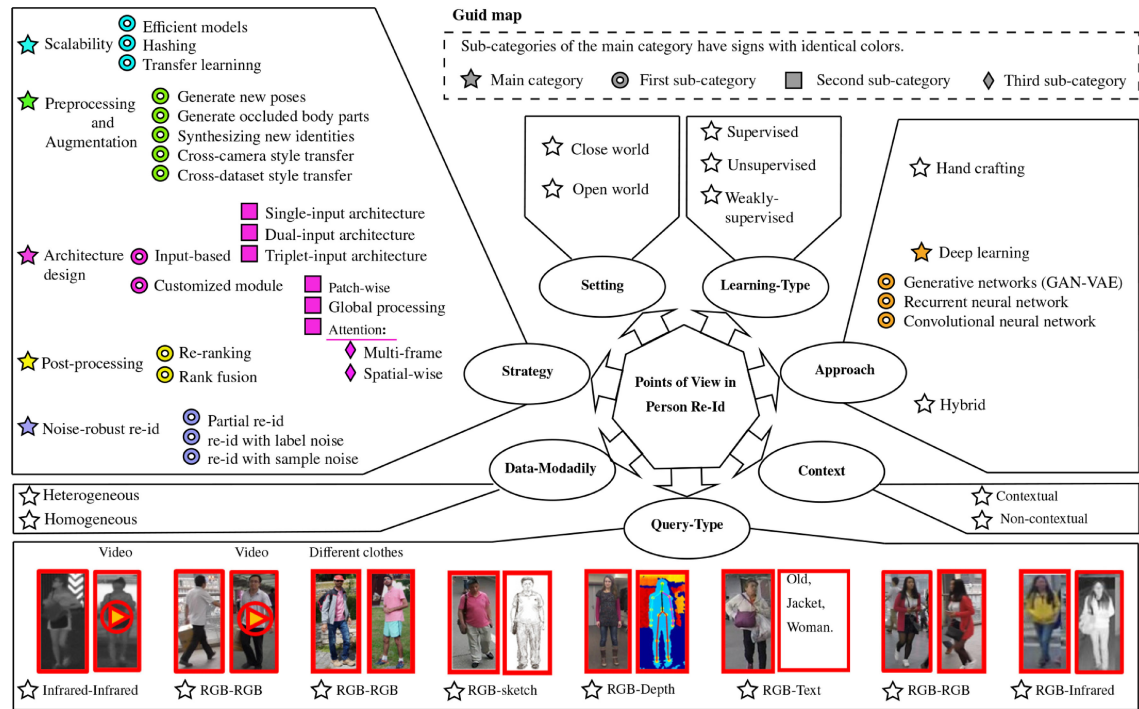 Guid map
Sub-categories of the main category have signs with identical colors.
Main category
First sub-category
Second sub-category
Third sub-category
Scalability
Efficient models
Hashing
Transfer learninng
Preprocessing
and
Augmentation
Generate new poses
Generate occluded body parts
Synthesizing new identities
Cross-camera style transfer
Cross-dataset style transfer
Architecture
design
Input-based
Single-input architecture
Dual-input architecture
Triplet-input architecture
Customized module
Patch-wise
Global processing
Attention:
Multi-frame
Spatial-wise
Post-processing
Re-ranking
Rank fusion
Noise-robust re-id
Partial re-id
re-id with label noise
re-id with sample noise
Close world
Open world
Supervised
Unsupervised
Weakly-
supervised
Hand crafting
Deep learning
Generative networks (GAN-VAE)
Recurrent neural network
Convolutional neural network
Hybrid
Setting
Learning-Type
Strategy
Points of View in
Person Re-Id
Approach
Data-Modadily
Context
Query-Type
Heterogeneous
Homogeneous
Contextual
Non-contextual
Video
Video
Different clothes
Old,
Jacket,
Woman.
Infrared-Infrared
RGB-RGB
RGB-RGB
RGB-sketch
RGB-Depth
RGB-Text
RGB-RGB
RGB-Infrared